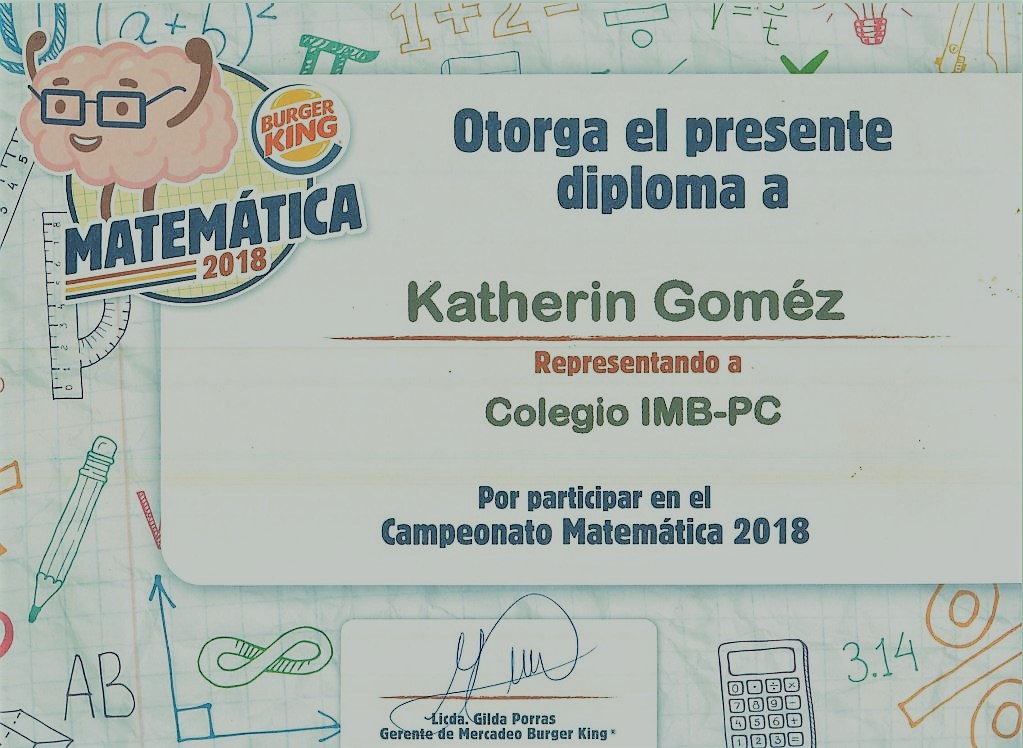 (a+b)²
1+2=
BURGER
KING
MATEMÁTICA
2018
Otorga el presente
diploma a
Katherin Goméz
Representando a
Colegio IMB-PC
Por participar en el
Campeonato Matemática 2018
AB
3.14
%
Licda. Gilda Porras
Gerente de Mercadeo Burger King®